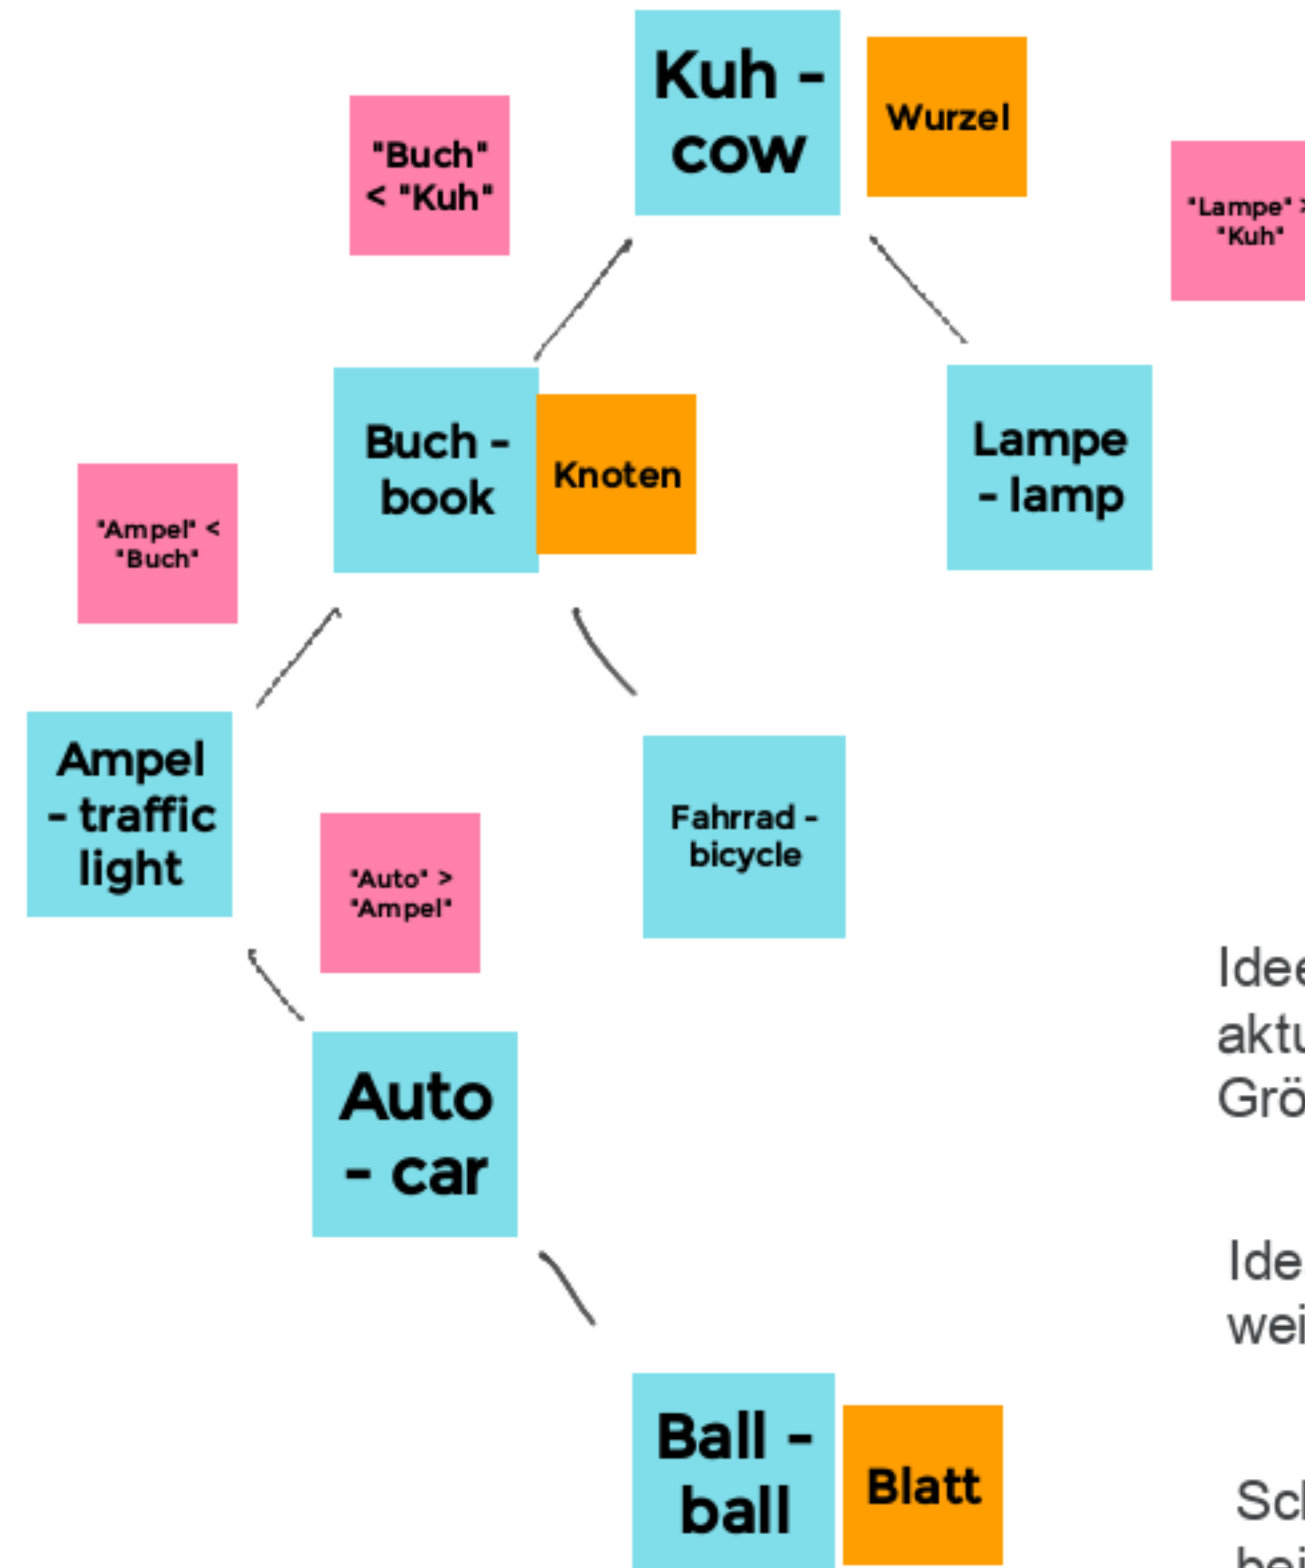 Kuh -
cow
Wurzel
"Buch"
< "Kuh"
"Lampe" >
"Kuh"
Buch -
book
Knoten
Lampe
- lamp
"Ampel" <
"Buch"
Ampel
- traffic
light
Fahrrad -
bicycle
"Auto" >
"Ampel"
Auto
- car
Ball -
ball
Blatt